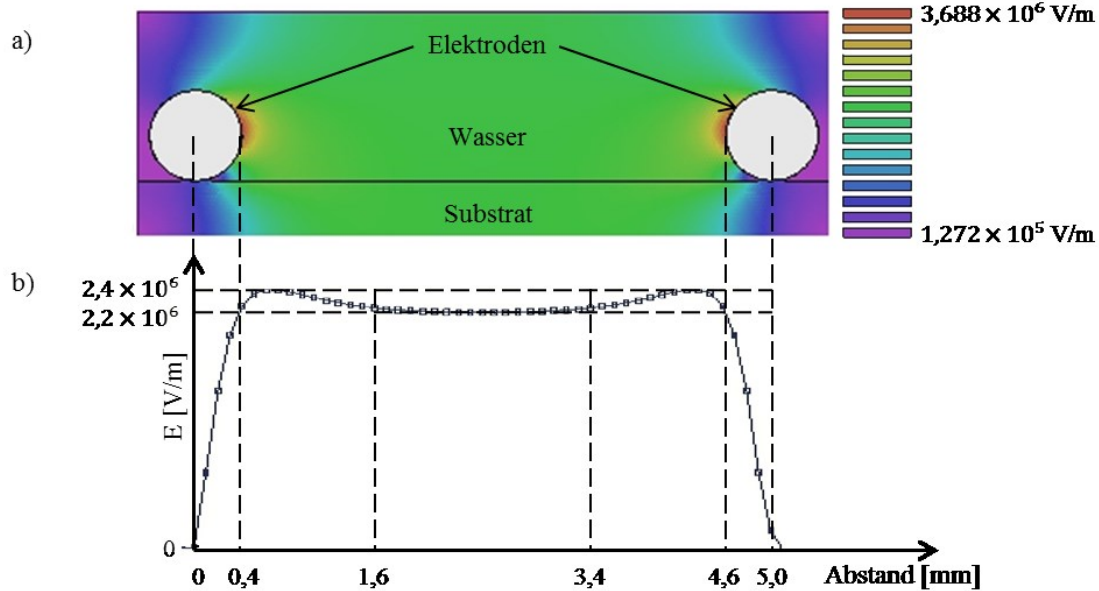 a)
Elektroden
Wasser
Substrat
3,688 × 10⁶ V/m
1,272 × 10⁵ V/m
b)
2,4 × 10⁶
2,2 × 10⁶
E [V/m]
0
0 0,4 1,6 3,4 4,6 5,0 Abstand [mm]